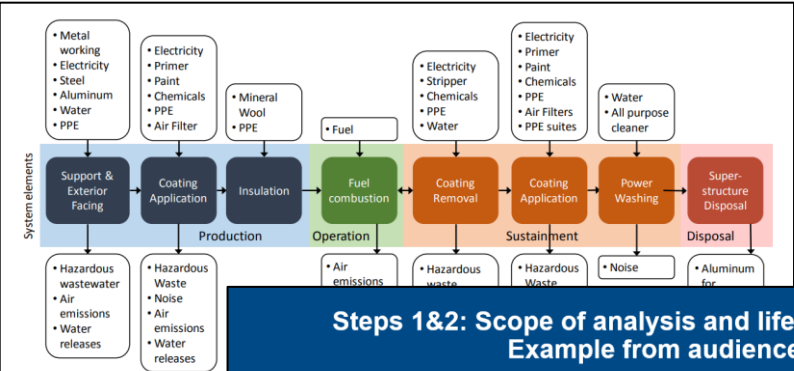 • Metal
working
• Electricity
• Steel
• Aluminum
• Water
• PPE
• Electricity
• Primer
• Paint
• Chemicals
• PPE
• Air Filter
• Mineral
Wool
• PPE
• Fuel
• Electricity
• Stripper
• Chemicals
• PPE
• Water
• Electricity
• Primer
• Paint
• Chemicals
• PPE
• Air Filters
• PPE suites
• Water
• All purpose
cleaner
System elements
Support &
Exterior
Facing
Coating
Application
Insulation
Fuel
combustion
Coating
Removal
Coating
Application
Power
Washing
Super-
structure
Disposal
Production
Operation
Sustainment
Disposal
• Hazardous
wastewater
• Air
emissions
• Water
releases
• Hazardous
Waste
• Noise
• Air
emissions
• Water
releases
• Air
emissions
• Hazardous
waste
• Hazardous
Waste
• Noise
• Aluminum
for
Steps 1&2: Scope of analysis and life
Example from audience